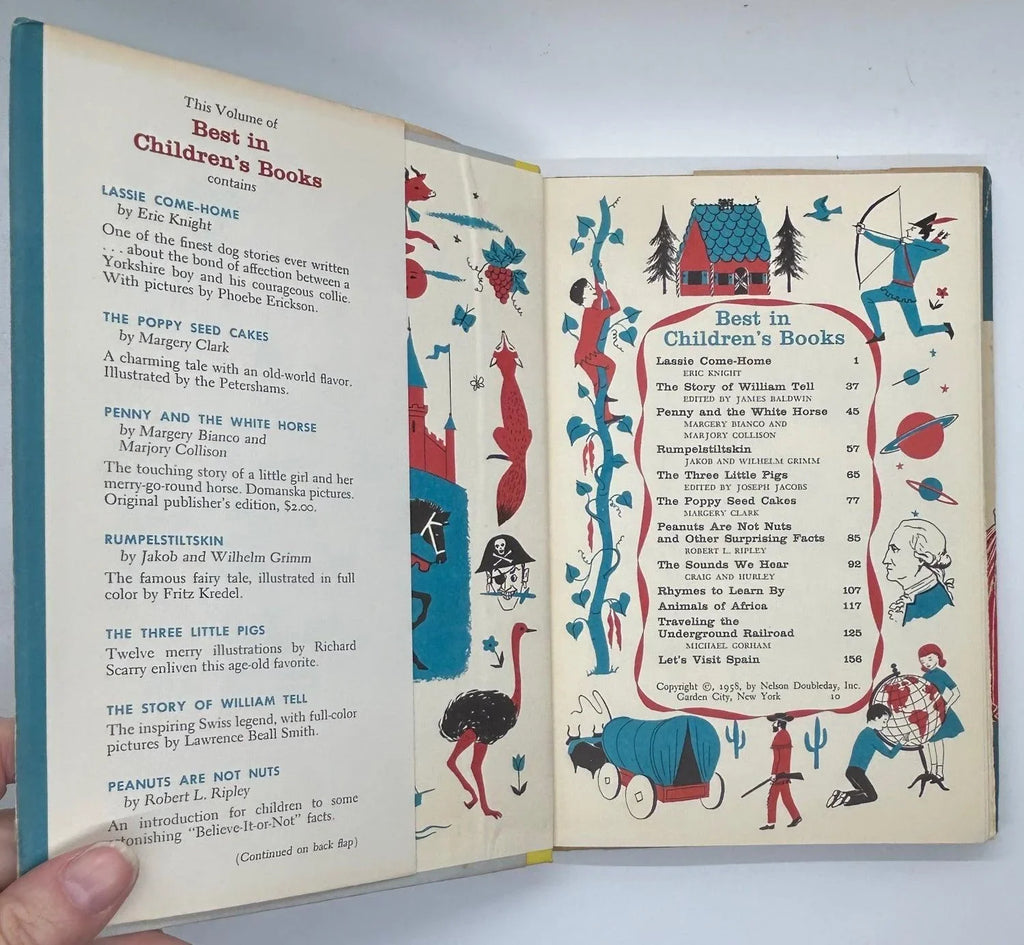 This Volume of
Best in
Children's Books
contains
LASSIE COME-HOME
by Eric Knight
One of the finest dog stories ever written
. . . about the bond of affection between a
Yorkshire boy and his courageous collie.
With pictures by Phoebe Erickson.
THE POPPY SEED CAKES
by Margery Clark
A charming tale with an old-world flavor.
Illustrated by the Petershams.
PENNY AND THE WHITE HORSE
by Margery Bianco and
Marjory Collison
The touching story of a little girl and her
merry-go-round horse. Domanska pictures.
Original publisher's edition, $2.00.
RUMPELSTILTSKIN
by Jakob and Wilhelm Grimm
The famous fairy tale, illustrated in full
color by Fritz Kredel.
THE THREE LITTLE PIGS
Twelve merry illustrations by Richard
Scarry enliven this age-old favorite.
THE STORY OF WILLIAM TELL
The inspiring Swiss legend, with full-color
pictures by Lawrence Beall Smith.
PEANUTS ARE NOT NUTS
by Robert L. Ripley
An introduction for children to some
"Believe-It-or-Not" facts.
(Continued on back flap)
Best in
Children's Books
Lassie Come-Home 1
ERIC KNIGHT
The Story of William Tell 37
EDITED BY JAMES BALDWIN
Penny and the White Horse 45
MARGERY BIANCO AND
MARJORY COLLISON
Rumpelstiltskin 57
JAKOB AND WILHELM GRIMM
The Three Little Pigs 65
EDITED BY JOSEPH JACOBS
The Poppy Seed Cakes 77
MARGERY CLARK
Peanuts Are Not Nuts
and Other Surprising Facts 85
ROBERT L. RIPLEY
The Sounds We Hear 92
CRAIG AND HURLEY
Rhymes to Learn By 107
Animals of Africa 117
Traveling the
Underground Railroad 125
MICHAEL GORHAM
Let's Visit Spain 156
Copyright ©, 1958, by Nelson Doubleday, Inc.
Garden City, New York 10